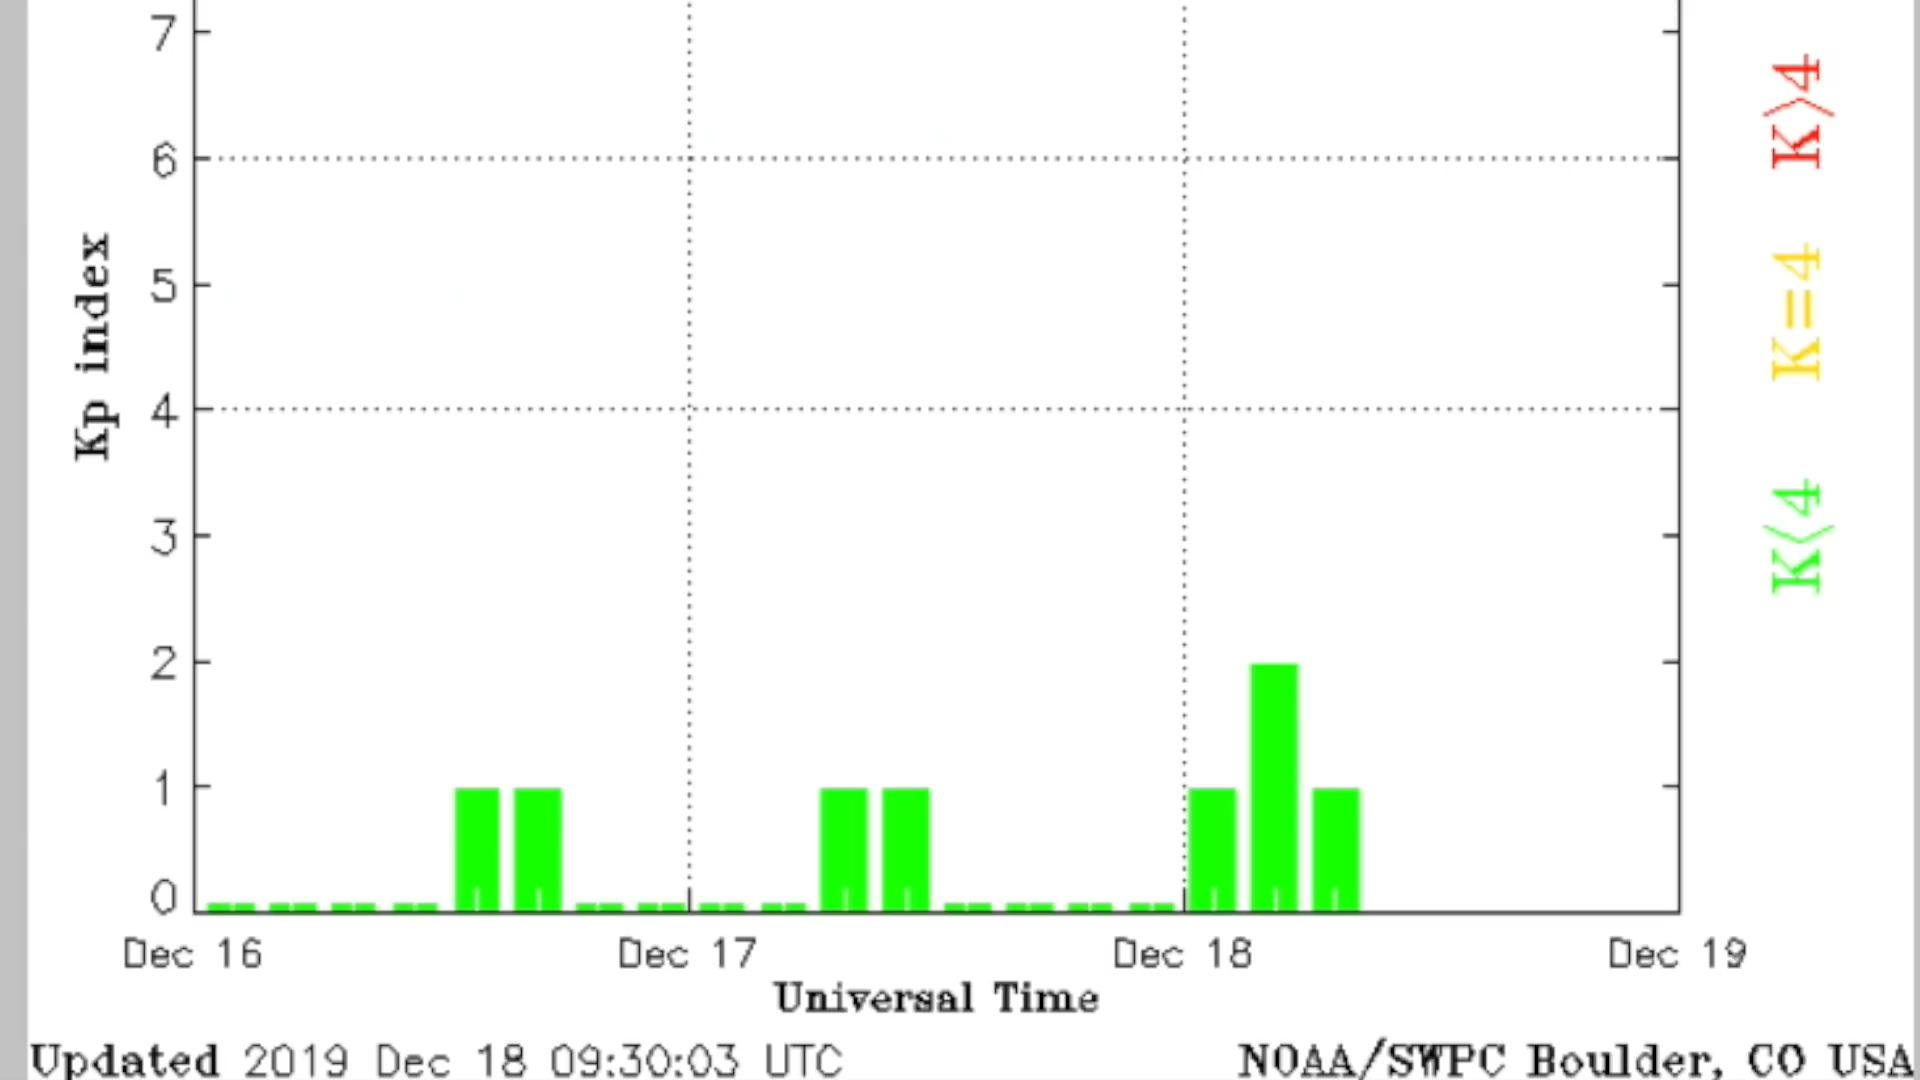 7
6
5
4
3
2
1
0
Kp index
K>4
K=4
K<4
Dec 16 Dec 17 Dec 18 Dec 19
Universal Time
Updated 2019 Dec 18 09:30:03 UTC
NOAA/SWPC Boulder, CO USA